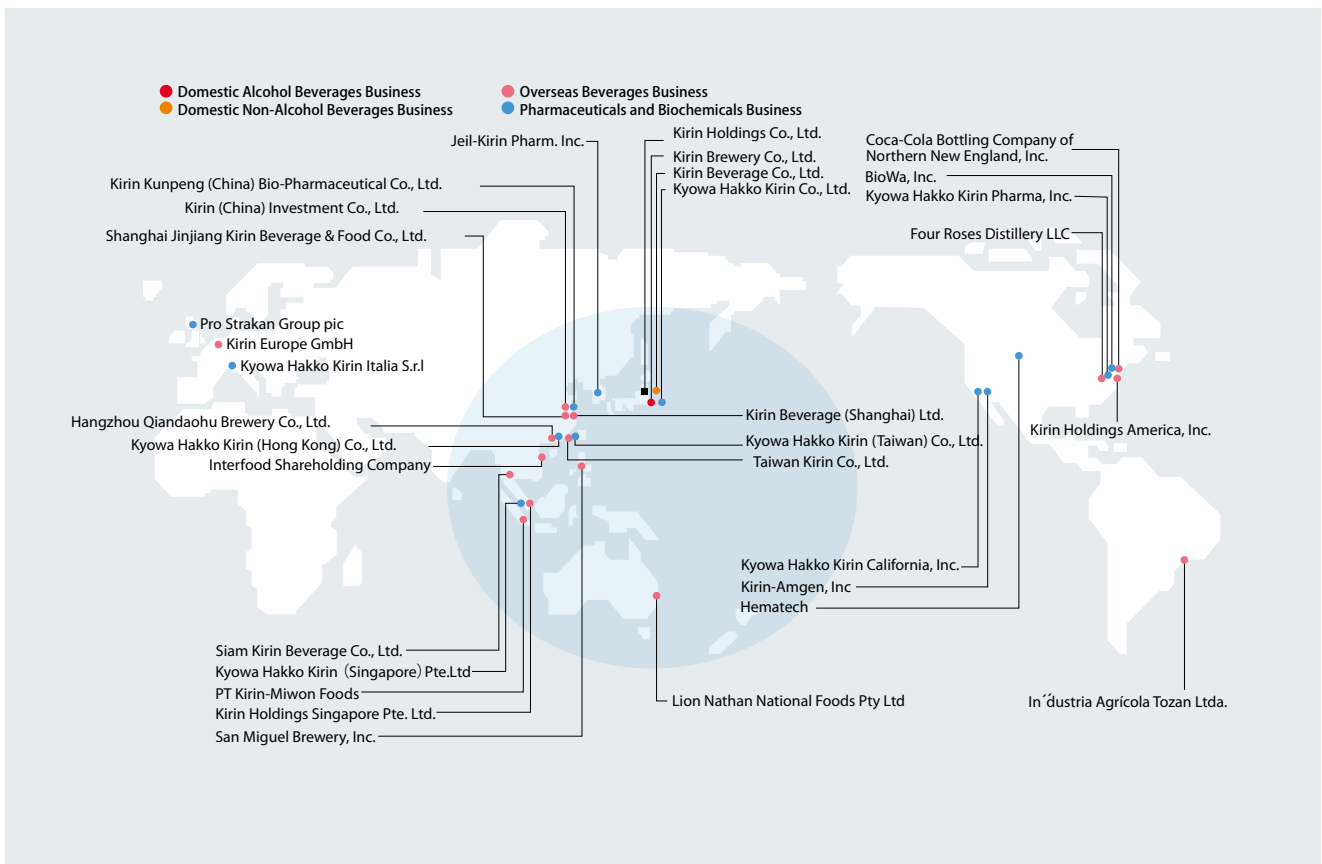 Domestic Alcohol Beverages Business
Domestic Non-Alcohol Beverages Business
Overseas Beverages Business
Pharmaceuticals and Biochemicals Business
Jeil-Kirin Pharm. Inc.
Kirin Kunpeng (China) Bio-Pharmaceutical Co., Ltd.
Kirin (China) Investment Co., Ltd.
Shanghai Jinjiang Kirin Beverage & Food Co., Ltd.
Kirin Holdings Co., Ltd.
Kirin Brewery Co., Ltd.
Kirin Beverage Co., Ltd.
Kyowa Hakko Kirin Co., Ltd.
Coca-Cola Bottling Company of
Northern New England, Inc.
BioWa, Inc.
Kyowa Hakko Kirin Pharma, Inc.
Four Roses Distillery LLC
Pro Strakan Group pic
Kirin Europe GmbH
Kyowa Hakko Kirin Italia S.r.l
Hangzhou Qiandaohu Brewery Co., Ltd.
Kyowa Hakko Kirin (Hong Kong) Co., Ltd.
Interfood Shareholding Company
Kirin Beverage (Shanghai) Ltd.
Kyowa Hakko Kirin (Taiwan) Co., Ltd.
Taiwan Kirin Co., Ltd.
Kirin Holdings America, Inc.
Kyowa Hakko Kirin California, Inc.
Kirin-Amgen, Inc
Hematech
Siam Kirin Beverage Co., Ltd.
Kyowa Hakko Kirin（Singapore）Pte.Ltd
PT Kirin-Miwon Foods
Kirin Holdings Singapore Pte. Ltd.
San Miguel Brewery, Inc.
Lion Nathan National Foods Pty Ltd
In´dústria Agrícola Tozan Ltda.